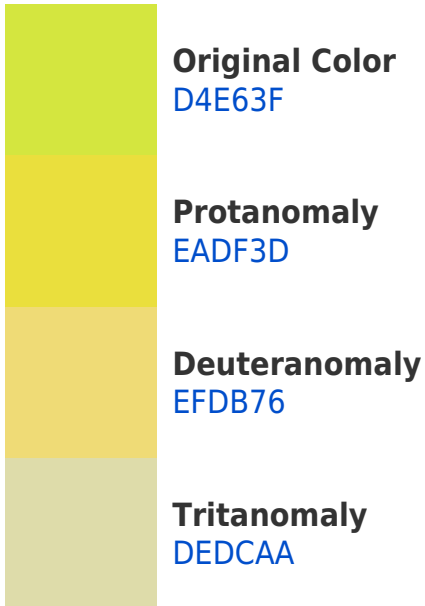 Original Color
D4E63F
Protanomaly
EADF3D
Deuteranomaly
EFDB76
Tritanomaly
DEDCAA